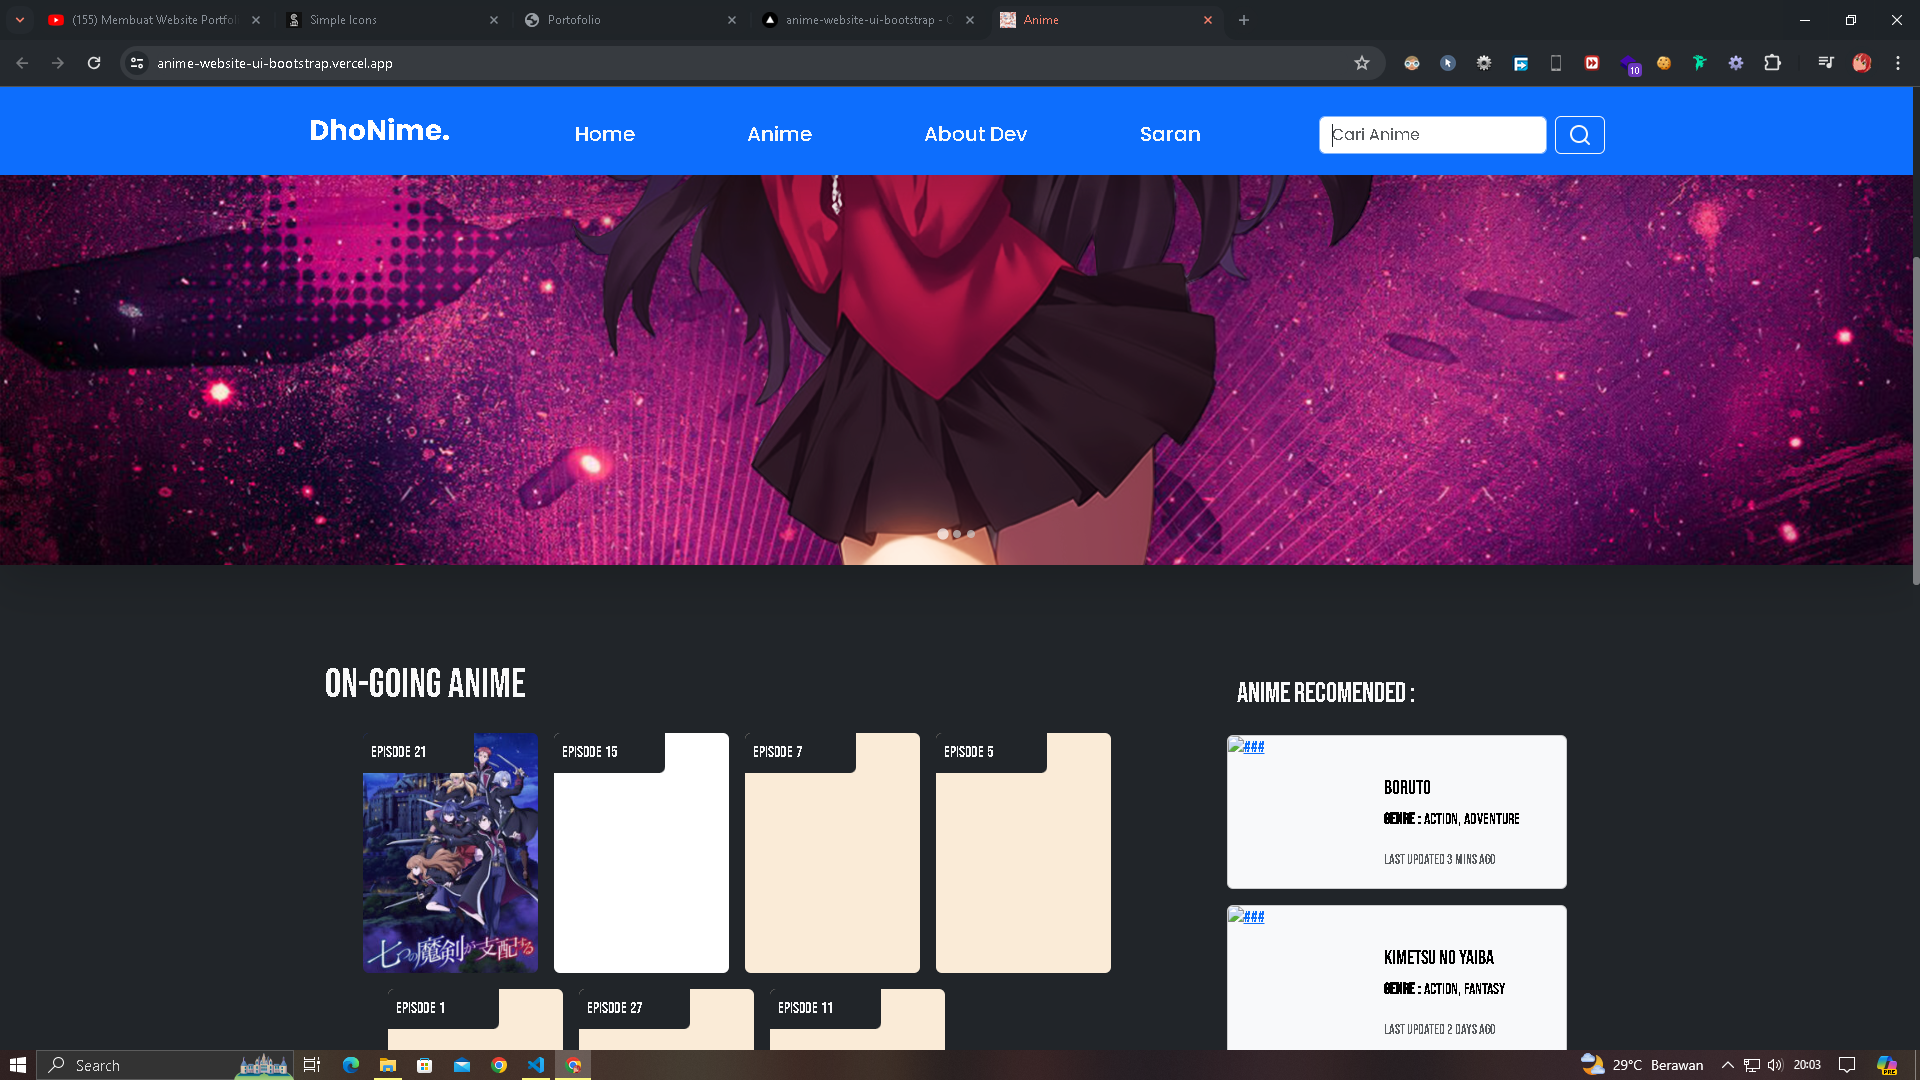 (155) Membuat Website Portfol
Simple Icons
Portofolio
anime-website-ui-bootstrap -
Anime
anime-website-ui-bootstrap.vercel.app
10
DhoNime.
Home
Anime
About Dev
Saran
Cari Anime
ON-GOING ANIME
EPISODE 21
EPISODE 15
EPISODE 7
EPISODE 5
七つの魔剣が支配する
EPISODE 1
EPISODE 27
EPISODE 11
ANIME RECOMENDED :
###
BORUTO
GENRE : ACTION, ADVENTURE
LAST UPDATED 3 MINS AGO
###
KIMETSU NO YAIBA
GENRE : ACTION, FANTASY
LAST UPDATED 2 DAYS AGO
Search
29°C Berawan
20:03
PRE